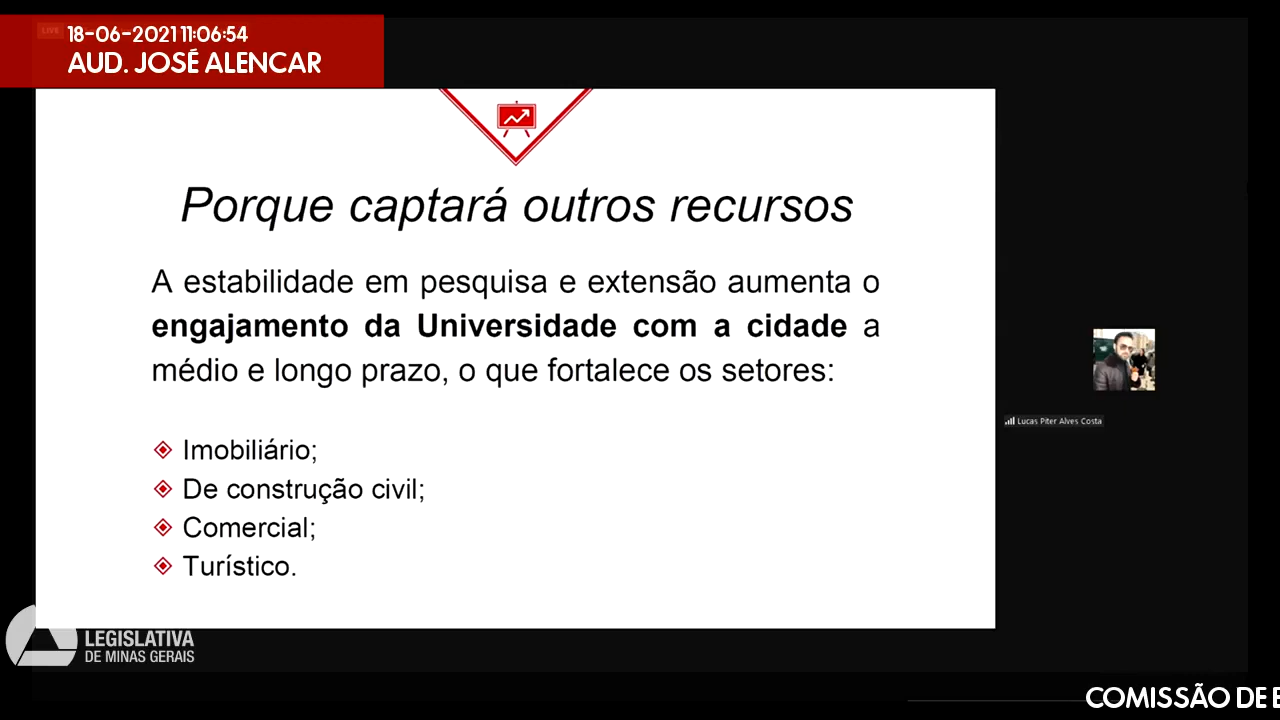 LIVE
18-06-2021 11:06:54
AUD. JOSÉ ALENCAR
Porque captará outros recursos
A estabilidade em pesquisa e extensão aumenta o
engajamento da Universidade com a cidade a
médio e longo prazo, o que fortalece os setores:
Imobiliário;
De construção civil;
Comercial;
Turístico.
Lucas Piter Alves Costa
LEGISLATIVA
DE MINAS GERAIS
COMISSÃO DE E